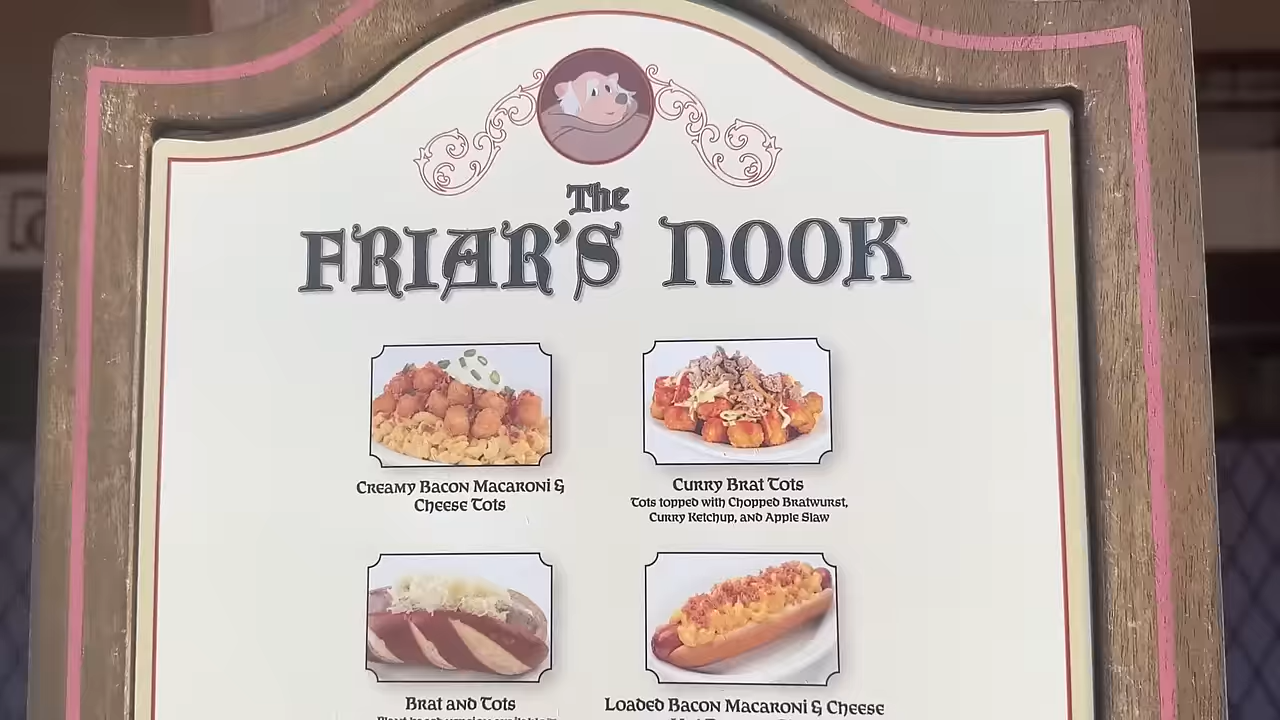 The
FRIAR'S NOOK
Creamy Bacon Macaroni &
Cheese Tots
Curry Brat Tots
Tots topped with Chopped Bratwurst,
Curry Ketchup, and Apple Slaw
Brat and Tots
Loaded Bacon Macaroni & Cheese